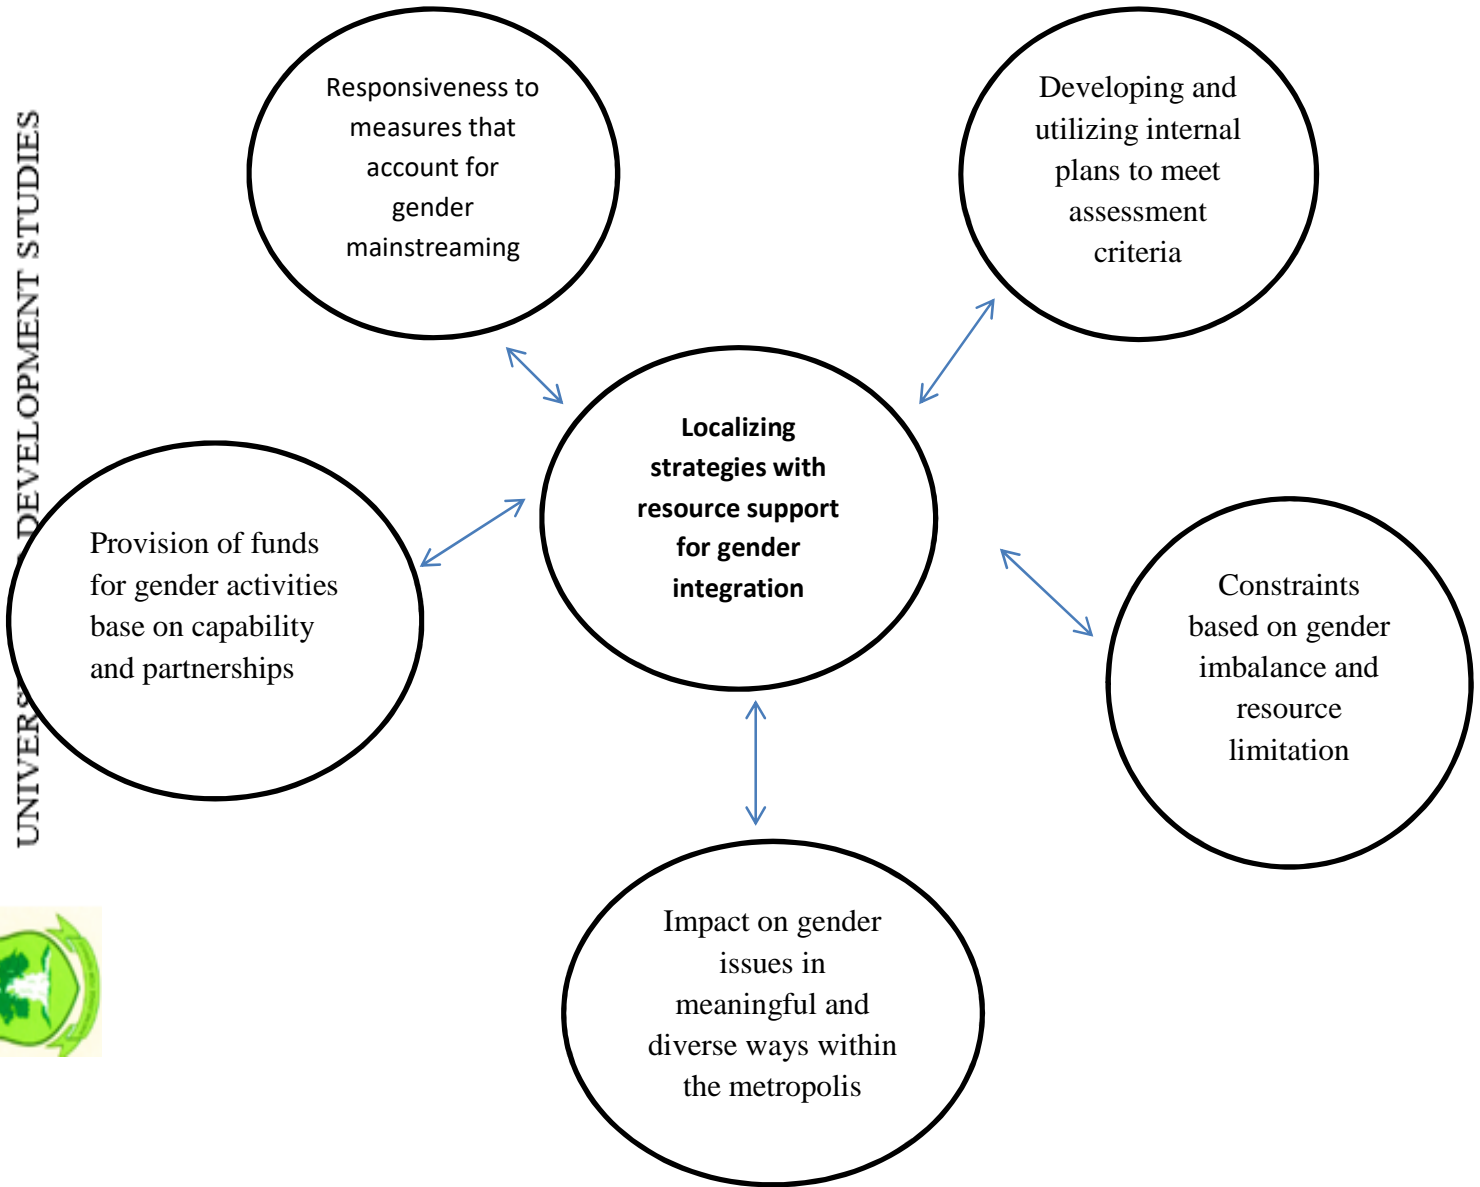 Responsiveness to
measures that
account for
gender
mainstreaming
Developing and
utilizing internal
plans to meet
assessment
criteria
Localizing
strategies with
resource support
for gender
integration
Provision of funds
for gender activities
base on capability
and partnerships
Constraints
based on gender
imbalance and
resource
limitation
Impact on gender
issues in
meaningful and
diverse ways within
the metropolis
DEVELOPMENT STUDIES